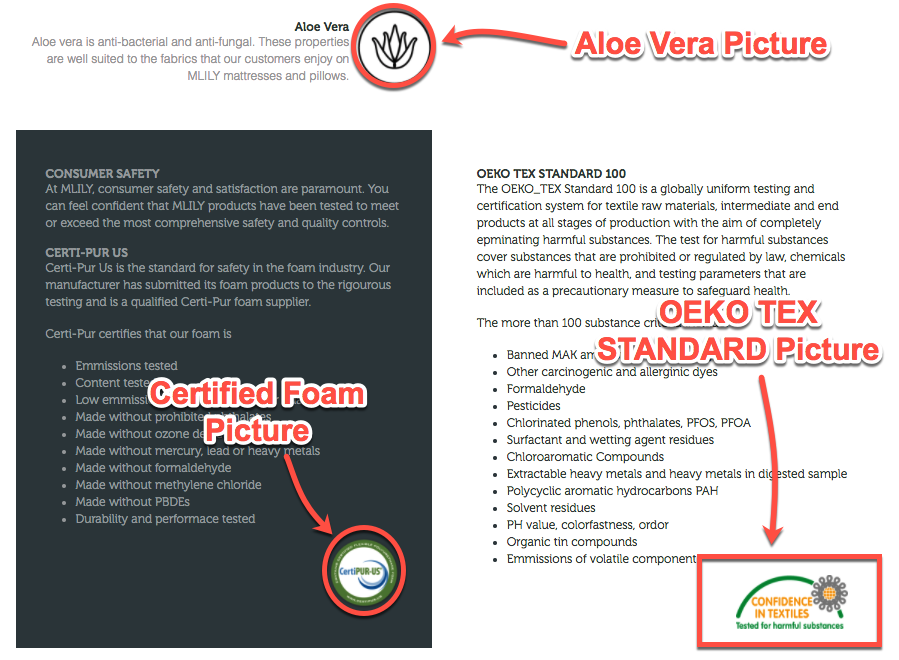 Aloe Vera
Aloe vera is anti-bacterial and anti-fungal. These properties
are well suited to the fabrics that our customers enjoy on
MLILY mattresses and pillows.
Aloe Vera Picture
CONSUMER SAFETY
At MLILY, consumer safety and satisfaction are paramount. You
can feel confident that MLILY products have been tested to meet
or exceed the most comprehensive safety and quality controls.
CERTI-PUR US
Certi-Pur Us is the standard for safety in the foam industry. Our
manufacturer has submitted its foam products to the rigourous
testing and is a qualified Certi-Pur foam supplier.
Certi-Pur certifies that our foam is
Emmissions tested
Content teste
Low emmissi
Made without prohibited phthalates
Made without ozone de
Made without mercury, lead or heavy metals
Made without formaldehyde
Made without methylene chloride
Made without PBDEs
Durability and performace tested
Certified Foam
Picture
CertiPUR-US
OEKO TEX STANDARD 100
The OEKO_TEX Standard 100 is a globally uniform testing and
certification system for textile raw materials, intermediate and end
products at all stages of production with the aim of completely
epminating harmful substances. The test for harmful substances
cover substances that are prohibited or regulated by law, chemicals
which are harmful to health, and testing parameters that are
included as a precautionary measure to safeguard health.
The more than 100 substance
OEKO TEX
STANDARD Picture
Banned MAK
Other carcinogenic and allerginic dyes
Formaldehyde
Pesticides
Chlorinated phenols, phthalates, PFOS, PFOA
Surfactant and wetting agent residues
Chloroaromatic Compounds
Extractable heavy metals and heavy metals in digested sample
Polycyclic aromatic hydrocarbons PAH
Solvent residues
PH value, colorfastness, ordor
Organic tin compounds
Emmissions of volatile component
CONFIDENCE
IN TEXTILES
Tested for harmful substances